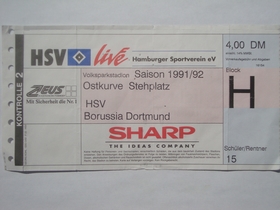 KONTROLLE 2
HSV live Hamburger Sportverein eV
4,00 DM
Volksparkstadion Saison 1991/92
Block
Ostkurve Stehplatz
H
ZEUS
Mit Sicherheit die Nr. 1
HSV
Borussia Dortmund
SHARP
THE IDEAS COMPANY
Schüler/Rentner
15